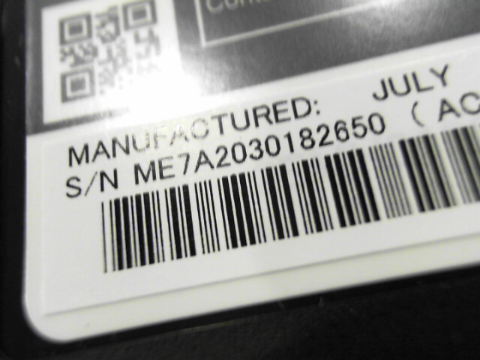 MANUFACTURED: JULY
S/N ME7A2030182650 ( AC